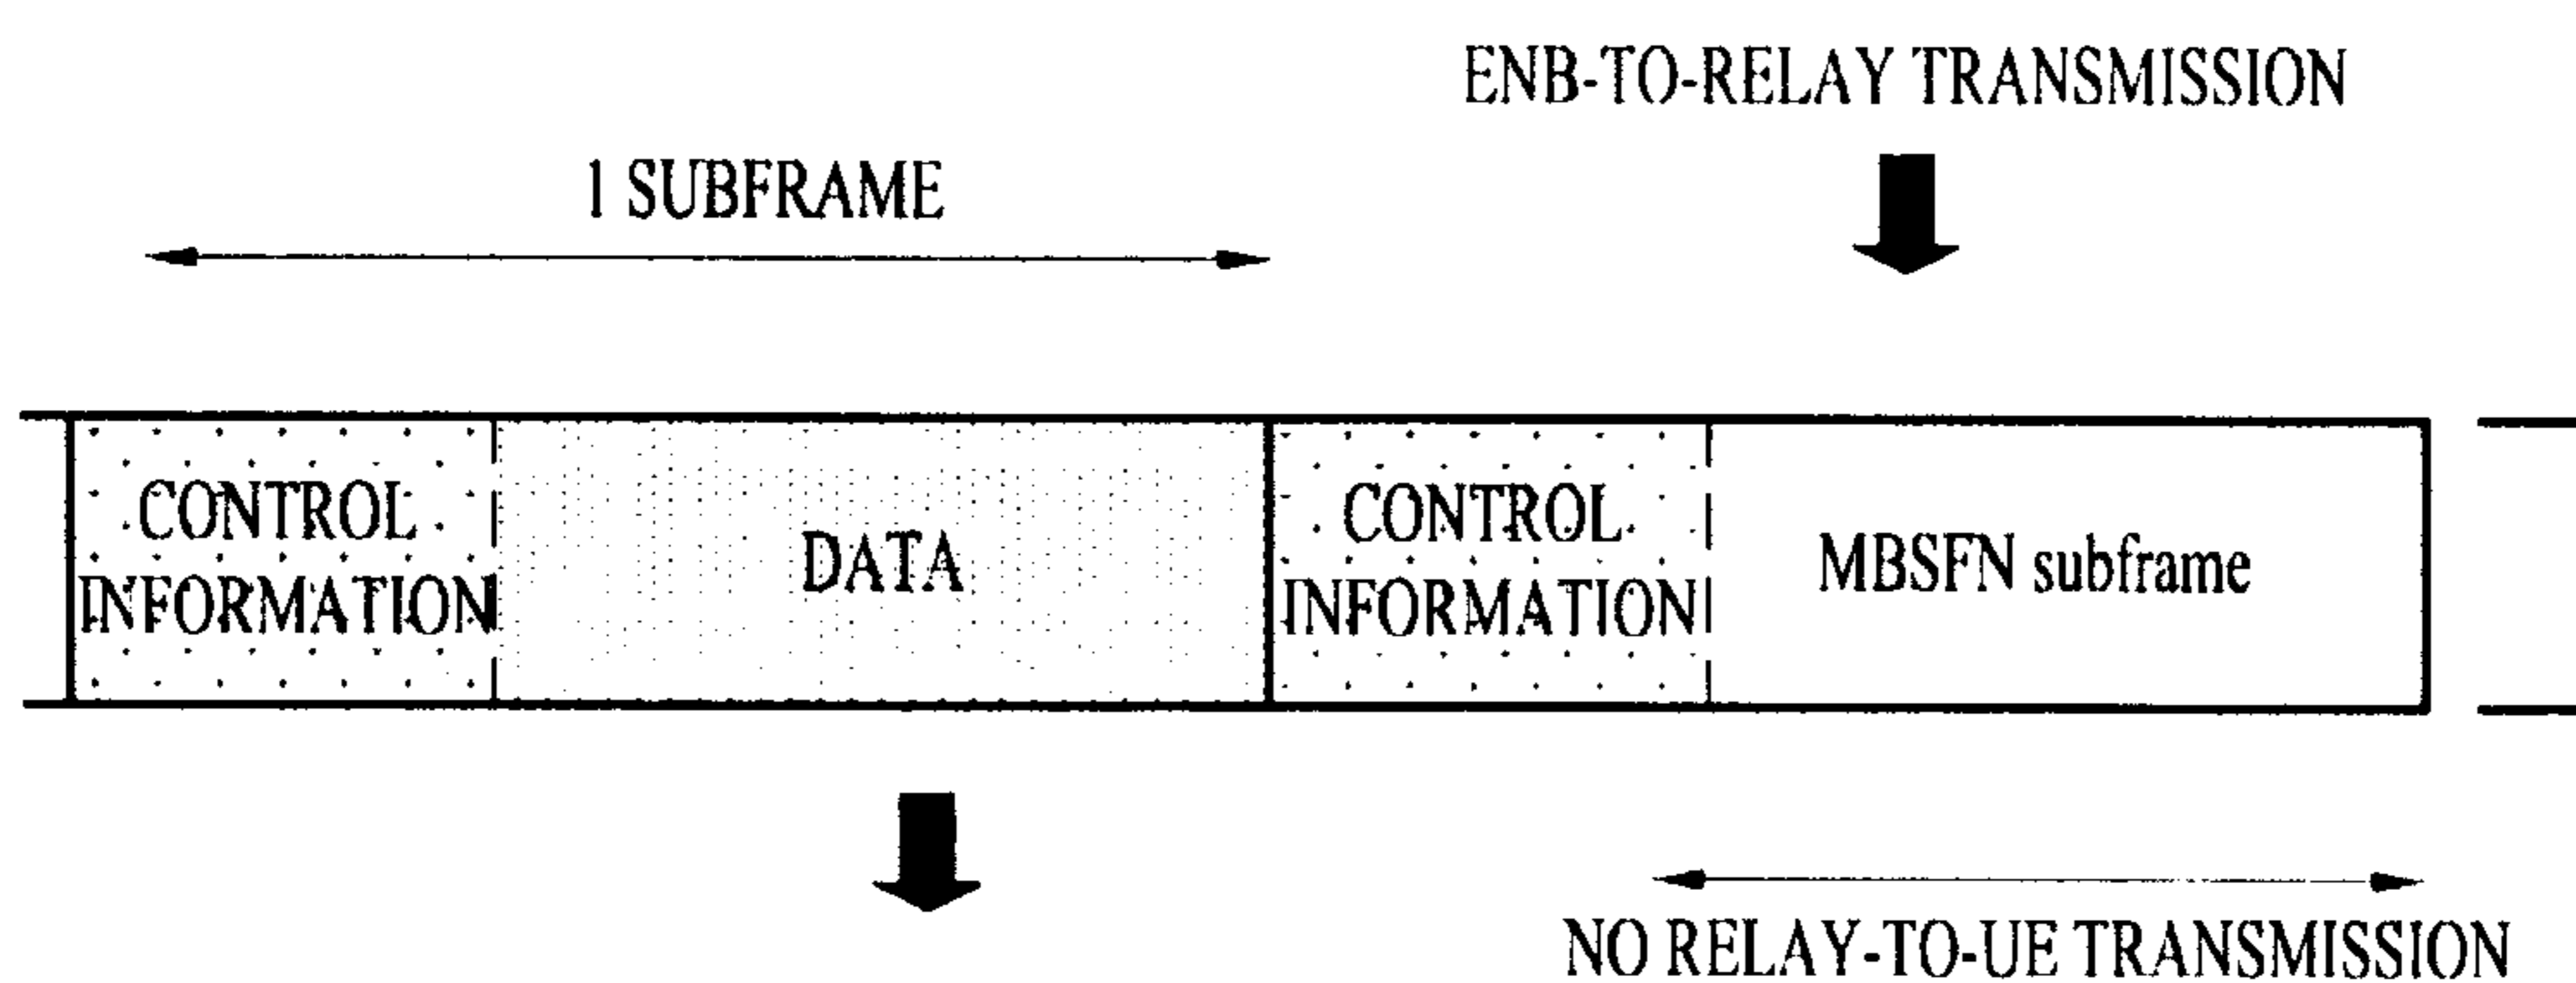 ENB-TO-RELAY TRANSMISSION
1 SUBFRAME
CONTROL
INFORMATION
DATA
CONTROL
INFORMATION
MBSFN subframe
NO RELAY-TO-UE TRANSMISSION